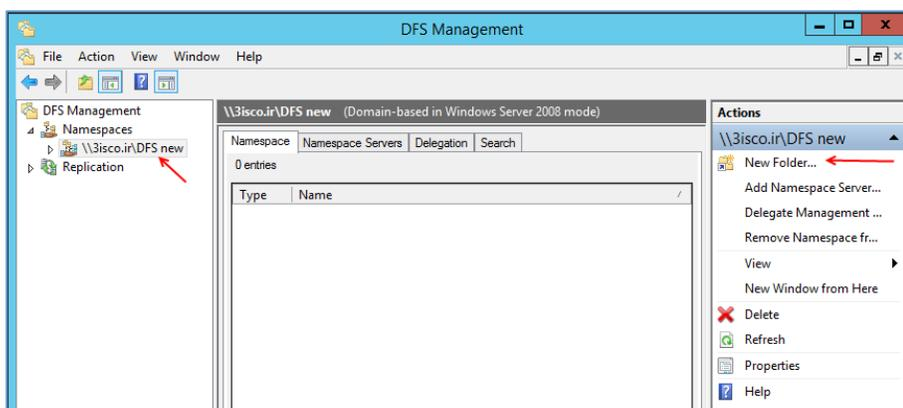 DFS Management
File Action View Window Help
DFS Management
Namespaces
\\3isco.ir\DFS new
Replication
\\3isco.ir\DFS new (Domain-based in Windows Server 2008 mode)
Namespace Namespace Servers Delegation Search
0 entries
Type Name
Actions
\\3isco.ir\DFS new
New Folder...
Add Namespace Server...
Delegate Management ...
Remove Namespace fr...
View
New Window from Here
Delete
Refresh
Properties
Help